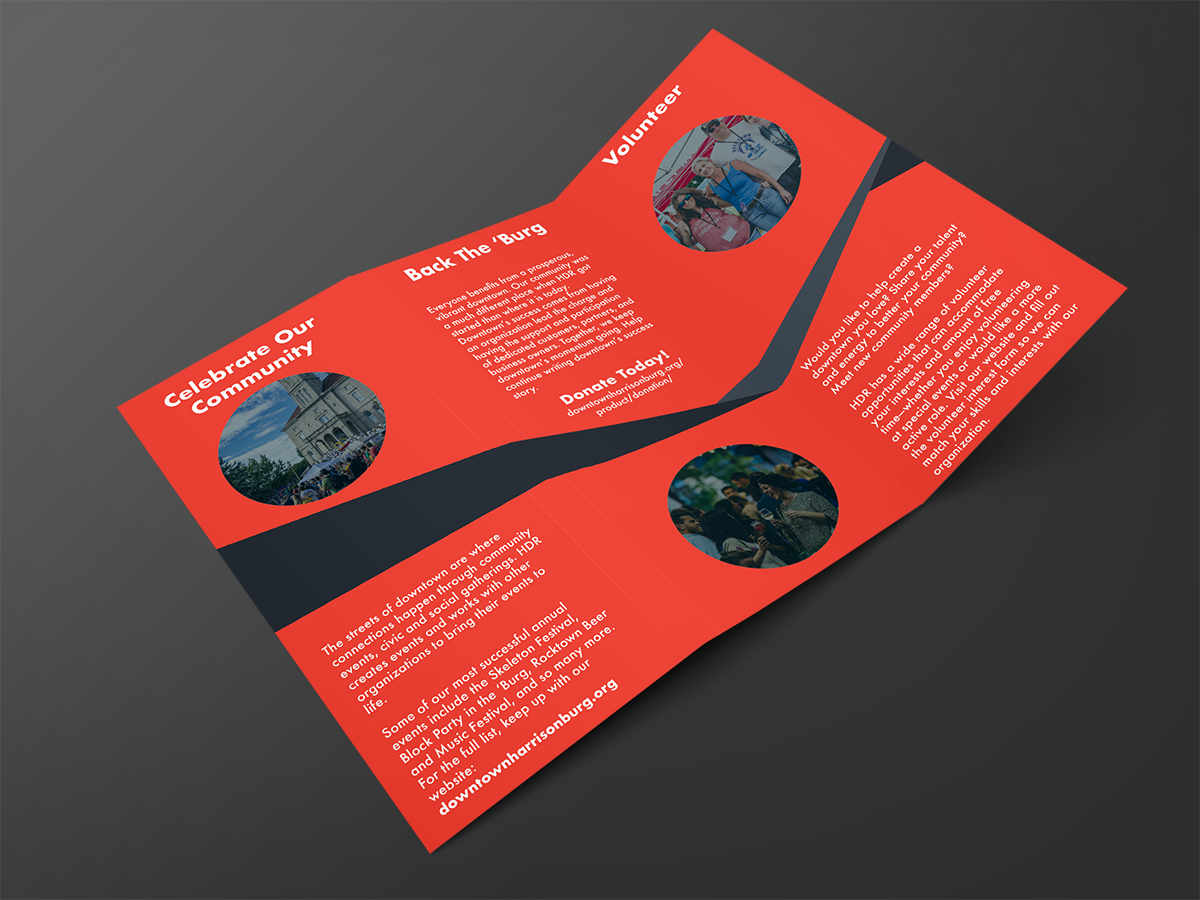 Celebrate Our
Community
The streets of downtown are where
connections happen through community
events, civic and social gatherings. HDR
creates events and works with other
organizations to bring their events to
life.
Some of our most successful annual
events include the Skeleton Festival,
Block Party in the 'Burg, Rocktown Beer
and Music Festival, and so many more.
For the full list, keep up with our
website:
downtownharrisonburg.org
Back The 'Burg
Everyone benefits from a prosperous,
vibrant downtown. Our community was
a much different place when HDR got
started than where it is today.
Downtown's success comes from having
an organization lead the charge and
having the support and participation
of dedicated customers, partners, and
business owners. Together, we keep
downtown's momentum going. Help
continue writing downtown's success
story.
Donate Today!
downtownharrisonburg.org/
product/donation/
Volunteer
Would you like to help create a
downtown you love? Share your talent
and energy to better your community?
Meet new community members?
HDR has a wide range of volunteer
opportunities that can accommodate
your interests and amount of free
time—whether you enjoy volunteering
at special events or would like a more
active role. Visit our website and fill out
the volunteer interest form so we can
match your skills and interests with our
organization.